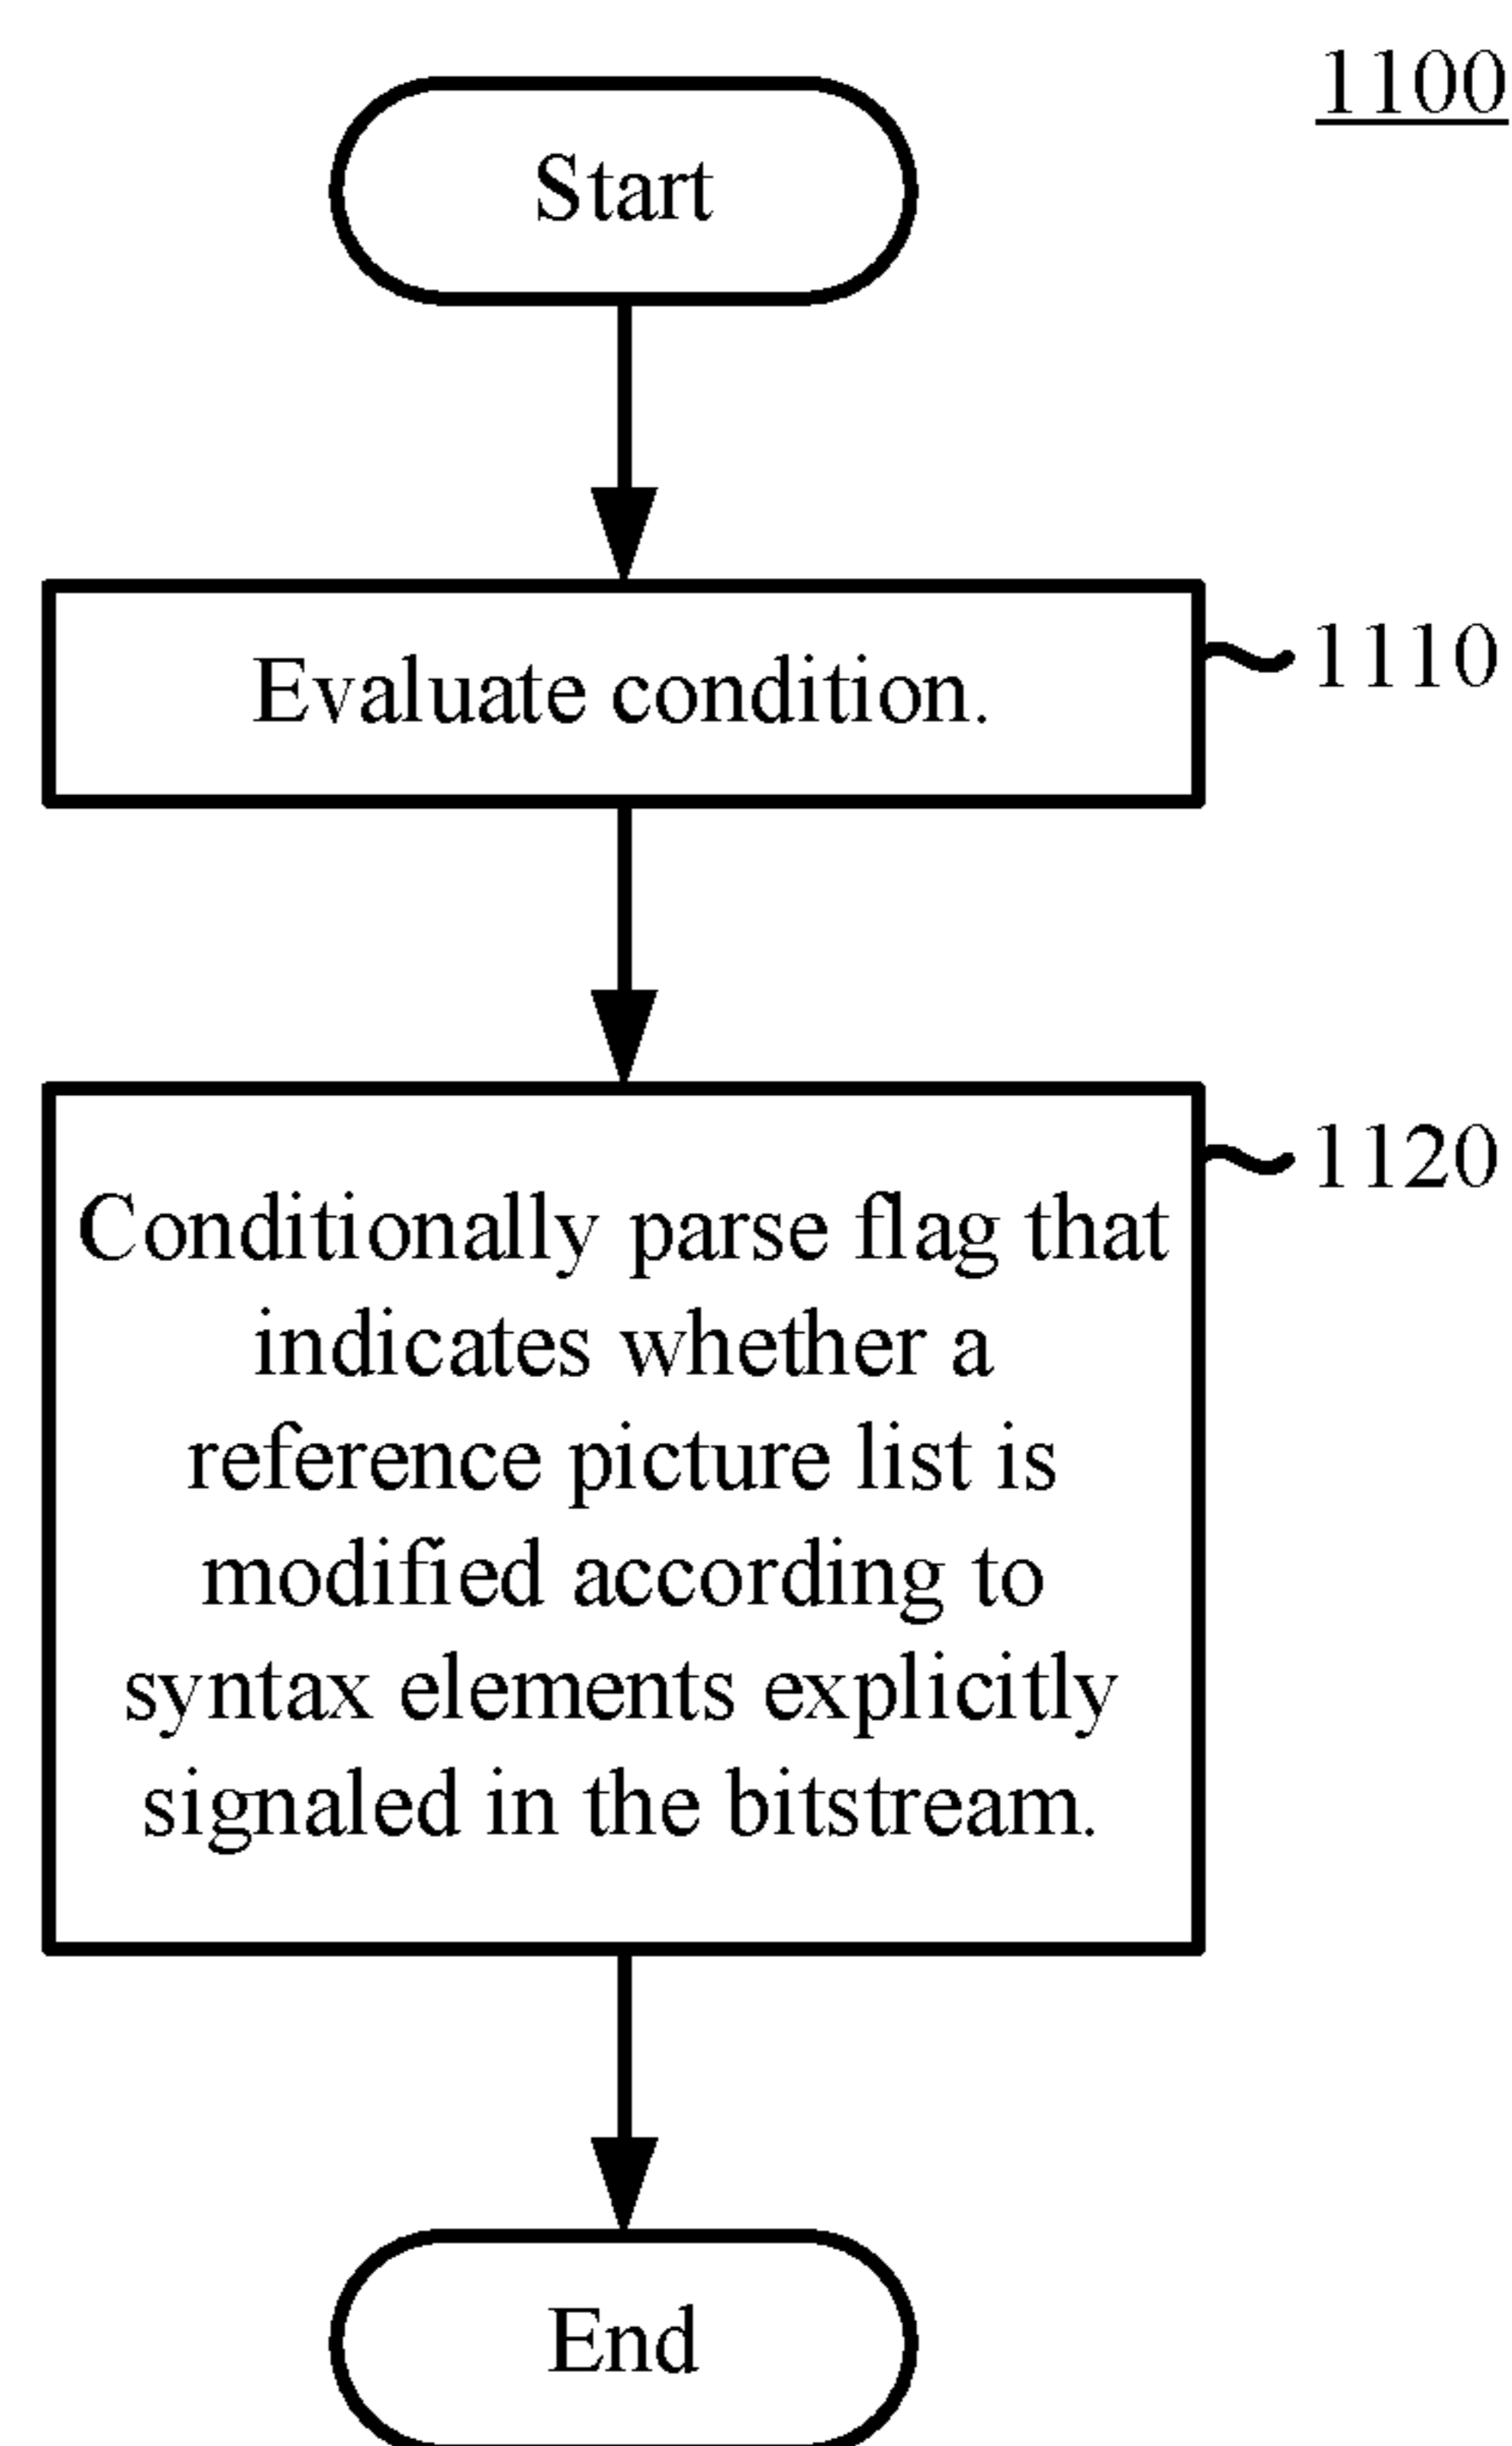 1100
Start
Evaluate condition.
1110
1120
Conditionally parse flag that
indicates whether a
reference picture list is
modified according to
syntax elements explicitly
signaled in the bitstream.
End